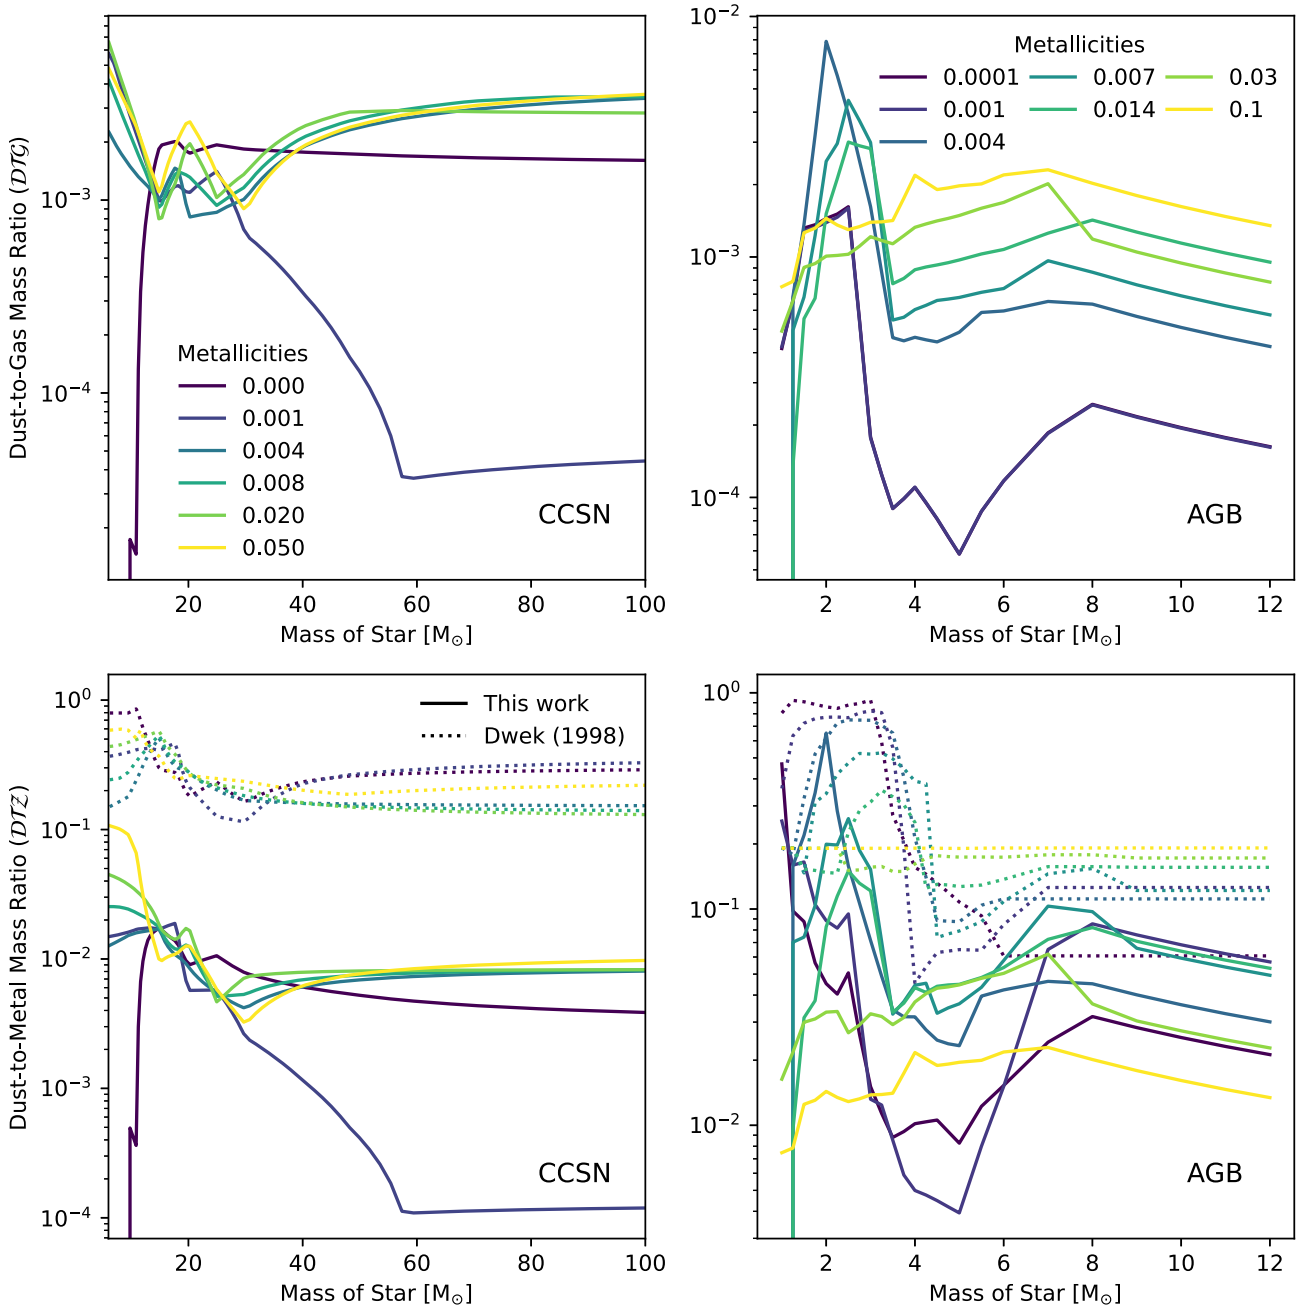 Dust-to-Gas Mass Ratio (𝒟𝒯𝒢)
10⁻³
10⁻⁴
Metallicities
0.000
0.001
0.004
0.008
0.020
0.050
CCSN
20 40 60 80 100
Mass of Star [M⊙]
10⁻²
10⁻³
10⁻⁴
Metallicities
0.0001 0.007 0.03
0.001 0.014 0.1
0.004
AGB
2 4 6 8 10 12
Mass of Star [M⊙]
Dust-to-Metal Mass Ratio (𝒟𝒯𝒵)
10⁰
10⁻¹
10⁻²
10⁻³
10⁻⁴
This work
Dwek (1998)
CCSN
20 40 60 80 100
Mass of Star [M⊙]
10⁰
10⁻¹
10⁻²
AGB
2 4 6 8 10 12
Mass of Star [M⊙]